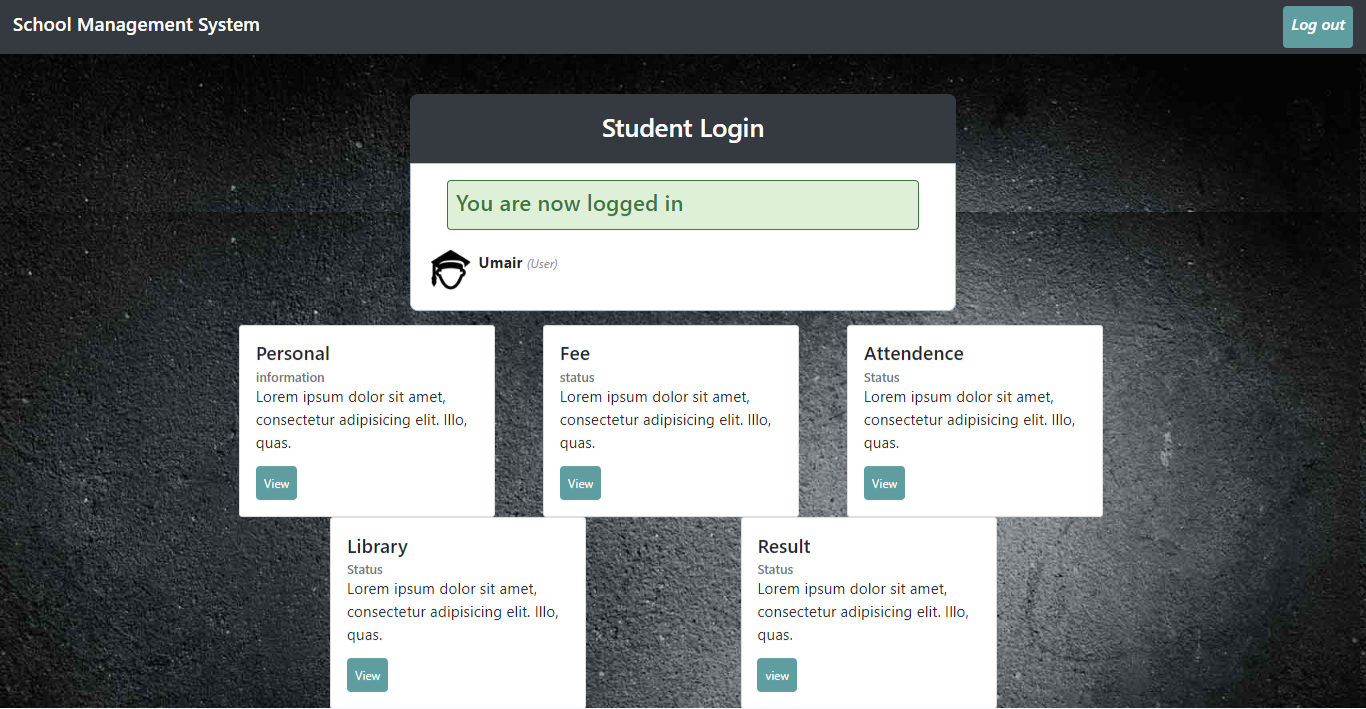 School Management System
Log out
Student Login
You are now logged in
Umair (User)
Personal
information
Lorem ipsum dolor sit amet,
consectetur adipisicing elit. Illo,
quas.
View
Fee
status
Lorem ipsum dolor sit amet,
consectetur adipisicing elit. Illo,
quas.
View
Attendence
Status
Lorem ipsum dolor sit amet,
consectetur adipisicing elit. Illo,
quas.
View
Library
Status
Lorem ipsum dolor sit amet,
consectetur adipisicing elit. Illo,
quas.
View
Result
Status
Lorem ipsum dolor sit amet,
consectetur adipisicing elit. Illo,
quas.
view